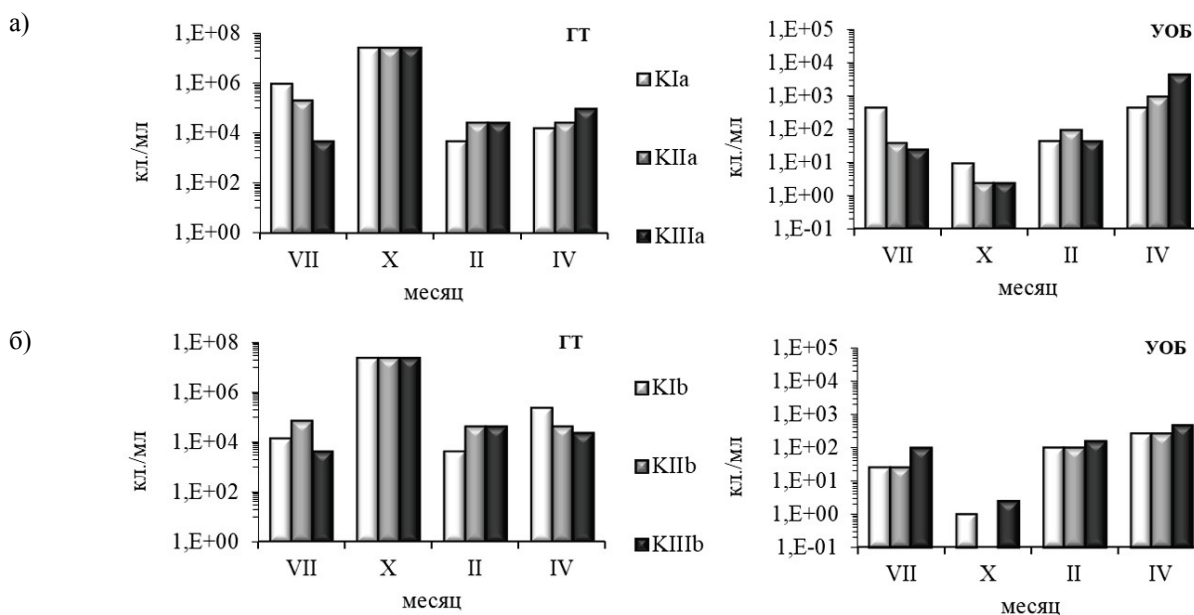 а)
ГТ
1,E+08
1,E+06
1,E+04
1,E+02
1,E+00
кл./мл
VII X II IV
месяц
KIa
KIIa
KIIIa
УОБ
1,E+05
1,E+04
1,E+03
1,E+02
1,E+01
1,E+00
1,E-01
кл./мл
VII X II IV
месяц
б)
ГТ
1,E+08
1,E+06
1,E+04
1,E+02
1,E+00
кл./мл
VII X II IV
месяц
KIb
KIIb
KIIIb
УОБ
1,E+05
1,E+04
1,E+03
1,E+02
1,E+01
1,E+00
1,E-01
кл./мл
VII X II IV
месяц